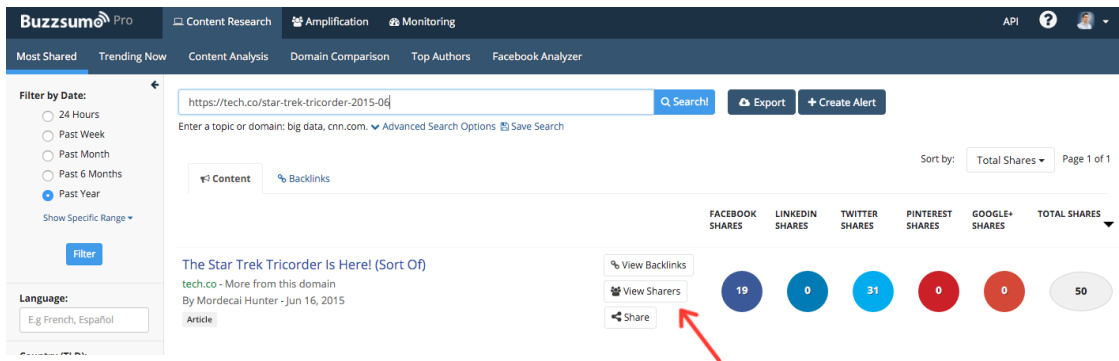 Buzzsumo Pro
Content Research
Amplification
Monitoring
API
?
Most Shared
Trending Now
Content Analysis
Domain Comparison
Top Authors
Facebook Analyzer
Filter by Date:
24 Hours
Past Week
Past Month
Past 6 Months
Past Year
Show Specific Range
Filter
Language:
E.g French, Español
https://tech.co/star-trek-tricorder-2015-06
Search!
Export
+ Create Alert
Enter a topic or domain: big data, cnn.com. Advanced Search Options Save Search
Sort by: Total Shares Page 1 of 1
Content
Backlinks
FACEBOOK SHARES
LINKEDIN SHARES
TWITTER SHARES
PINTEREST SHARES
GOOGLE+ SHARES
TOTAL SHARES
The Star Trek Tricorder Is Here! (Sort Of)
tech.co - More from this domain
By Mordecai Hunter - Jun 16, 2015
Article
View Backlinks
View Sharers
Share
19
0
31
0
0
50